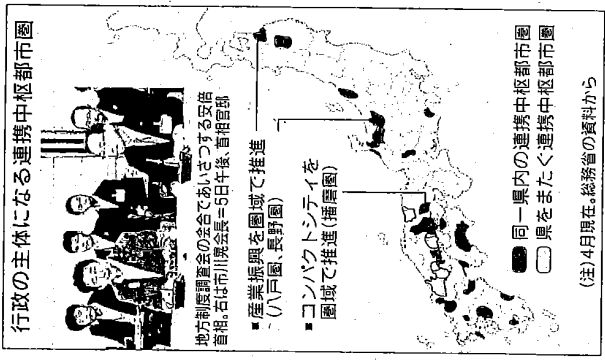 行政の主体になる連携中枢都市圏
地方制度調査会の会合であいさつする安倍
首相。右は市川晃会長=5日午後、首相官邸
■産業振興を圏域で推進
(八戸圏、長野圏)
■コンパクトシティを
圏域で推進(播磨圏)
同一県内の連携中枢都市圏
県をまたぐ連携中枢都市圏
(注)4月現在。総務省の資料から